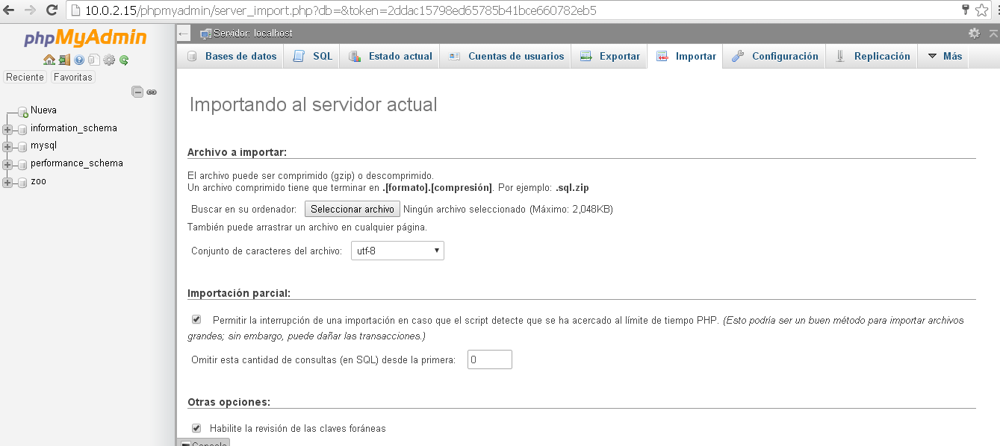 10.0.2.15/phpmyadmin/server_import.php?db=&token=2ddac15798ed65785b41bce660782eb5
phpMyAdmin
Servidor: localhost
Bases de datos SQL Estado actual Cuentas de usuarios Exportar Importar Configuración Replicación Más
Reciente Favoritas
Nueva
information_schema
mysql
performance_schema
zoo
Importando al servidor actual
Archivo a importar:
El archivo puede ser comprimido (gzip) o descomprimido.
Un archivo comprimido tiene que terminar en .[formato].[compresión]. Por ejemplo: .sql.zip
Buscar en su ordenador: Seleccionar archivo Ningún archivo seleccionado (Máximo: 2,048KB)
También puede arrastrar un archivo en cualquier página.
Conjunto de caracteres del archivo: utf-8
Importación parcial:
Permitir la interrupción de una importación en caso que el script detecte que se ha acercado al límite de tiempo PHP. (Esto podría ser un buen método para importar archivos
grandes; sin embargo, puede dañar las transacciones.)
Omitir esta cantidad de consultas (en SQL) desde la primera: 0
Otras opciones:
Habilite la revisión de las claves foráneas
Consola